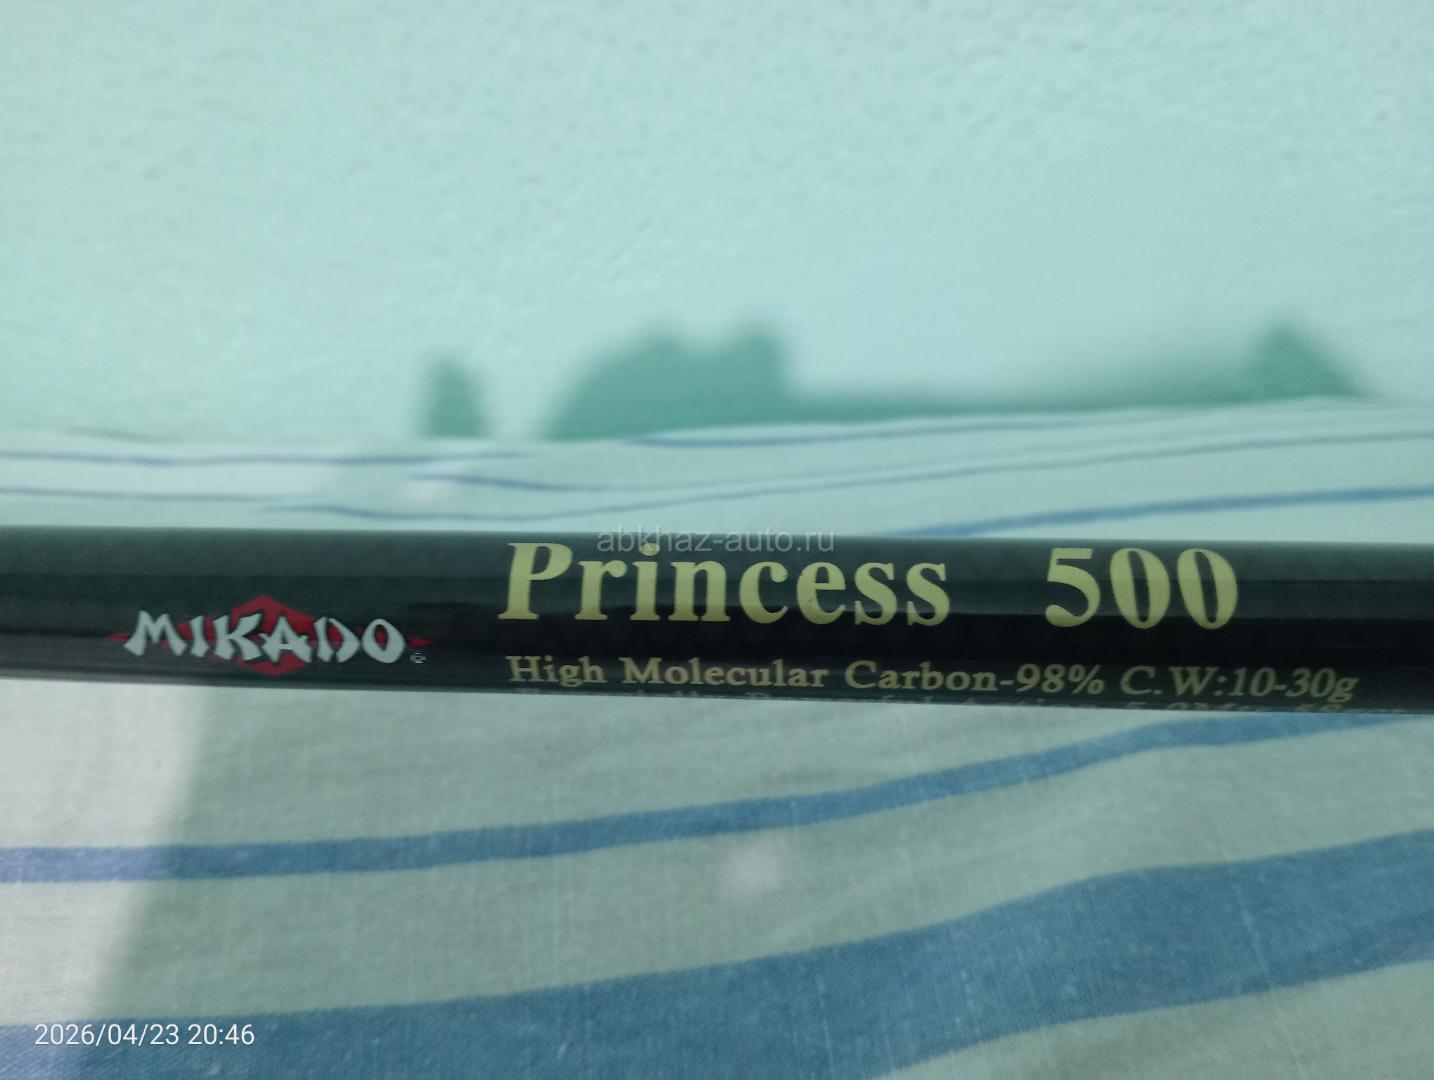 abkhaz-auto.ru
Princess 500
MIKADO
High Molecular Carbon-98% C.W:10-30g
2026/04/23 20:46